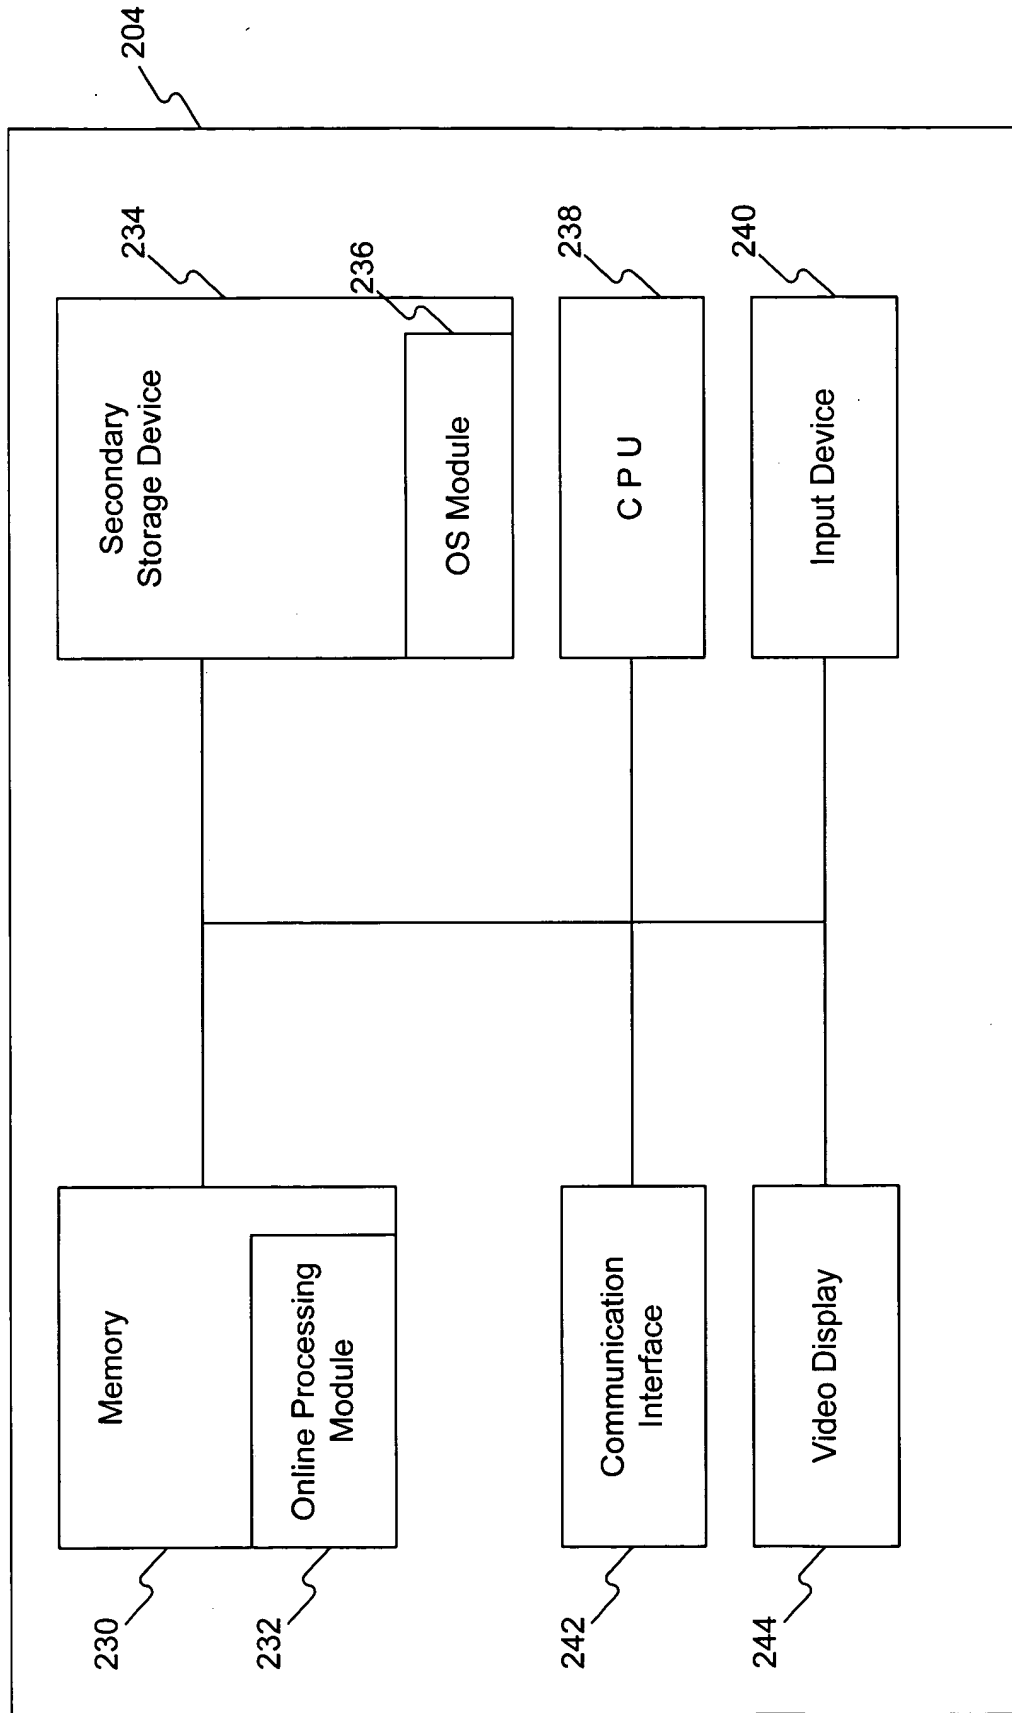 204
Memory
230
Online Processing
Module
232
Secondary
Storage Device
234
OS Module
236
Communication
Interface
242
C P U
238
Video Display
244
Input Device
240